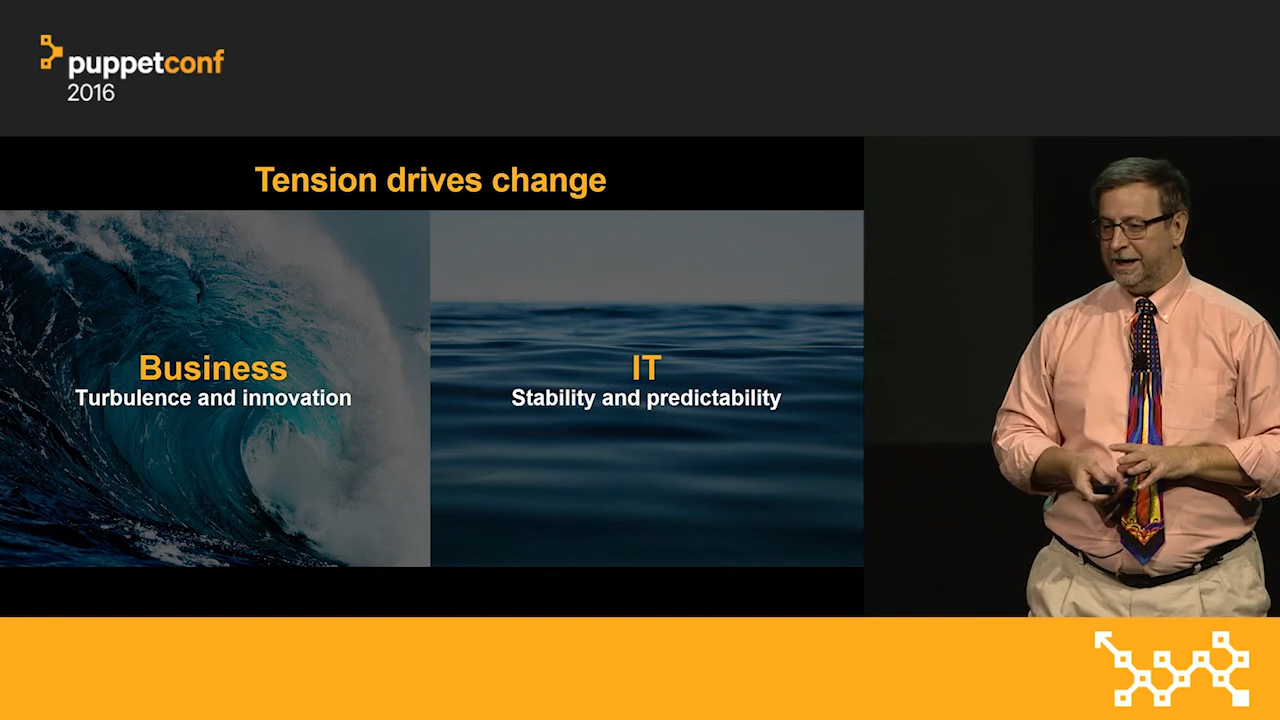 puppetconf
2016
Tension drives change
Business
Turbulence and innovation
IT
Stability and predictability